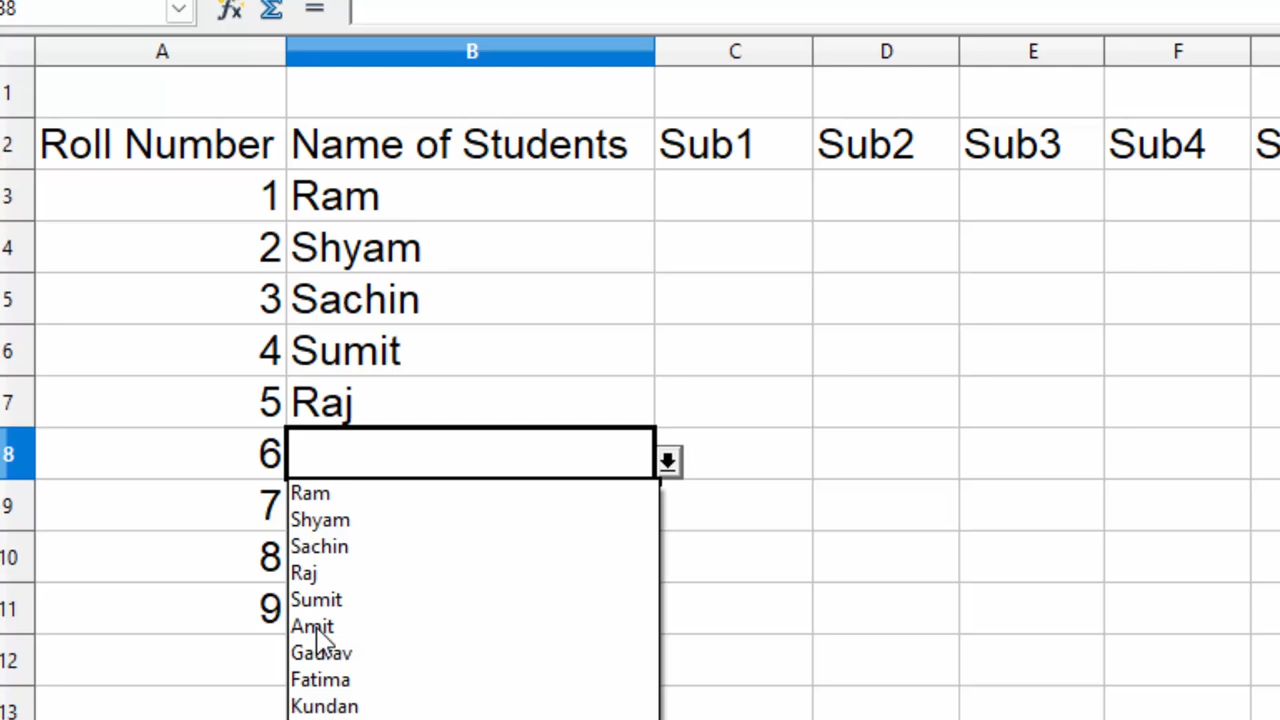 B8 fx Σ =
A B C D E F
1
2 Roll Number Name of Students Sub1 Sub2 Sub3 Sub4 S
3 1 Ram
4 2 Shyam
5 3 Sachin
6 4 Sumit
7 5 Raj
8 6
Ram
9 7 Shyam
Sachin
10 8 Raj
11 9 Sumit
Amit
12 Gaurav
Fatima
13 Kundan